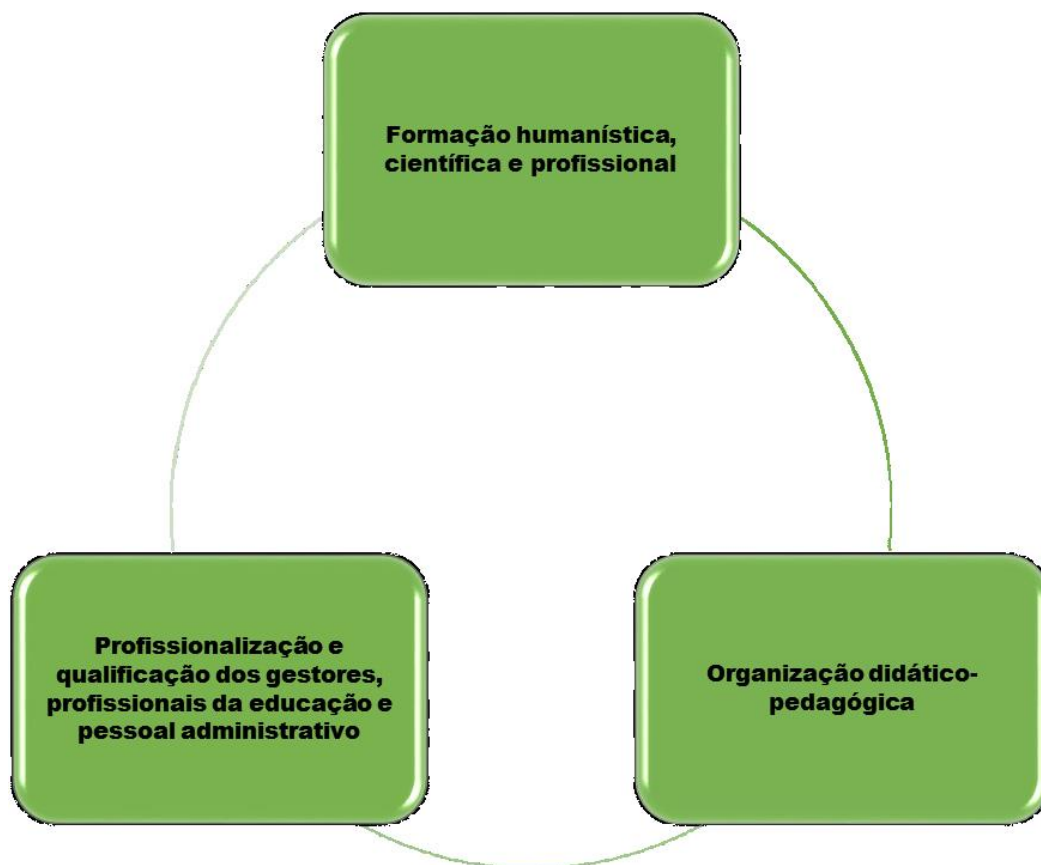 Formação humanística,
científica e profissional
Profissionalização e
qualificação dos gestores,
profissionais da educação e
pessoal administrativo
Organização didático-
pedagógica